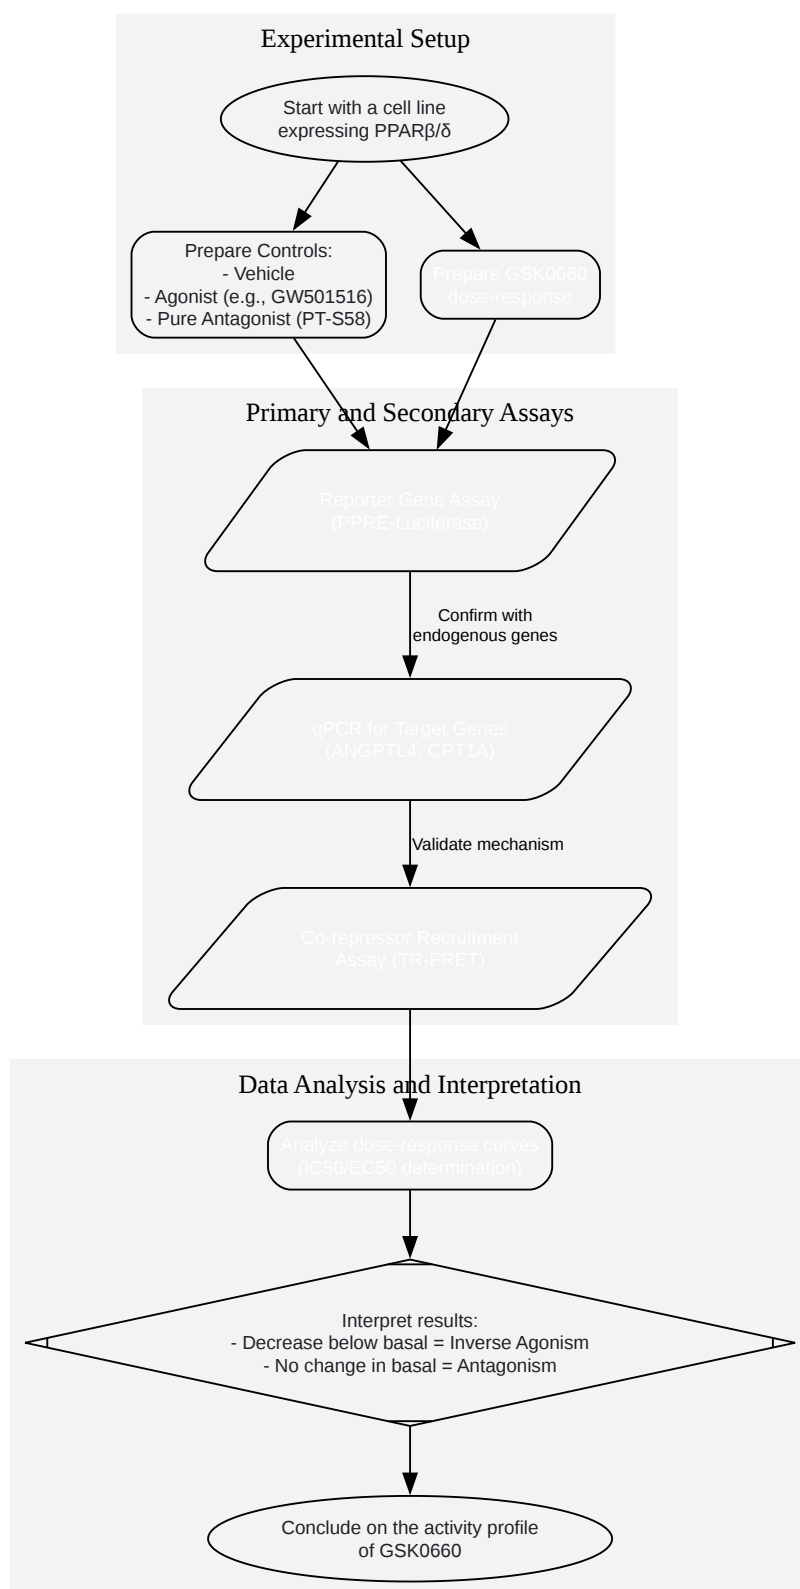 Experimental Setup
Start with a cell line
expressing PPARβ/δ
Prepare Controls:
- Vehicle
- Agonist (e.g., GW501516)
- Pure Antagonist (PT-S58)
Prepare GSK0660
dose-response
Primary and Secondary Assays
Reporter Gene Assay
(PPRE-Luciferase)
Confirm with
endogenous genes
qPCR for Target Genes
(ANGPTL4, CPT1A)
Validate mechanism
Co-repressor Recruitment
Assay (TR-FRET)
Data Analysis and Interpretation
Analyze dose-response curves
(IC50/EC50 determination)
Interpret results:
- Decrease below basal = Inverse Agonism
- No change in basal = Antagonism
Conclude on the activity profile
of GSK0660